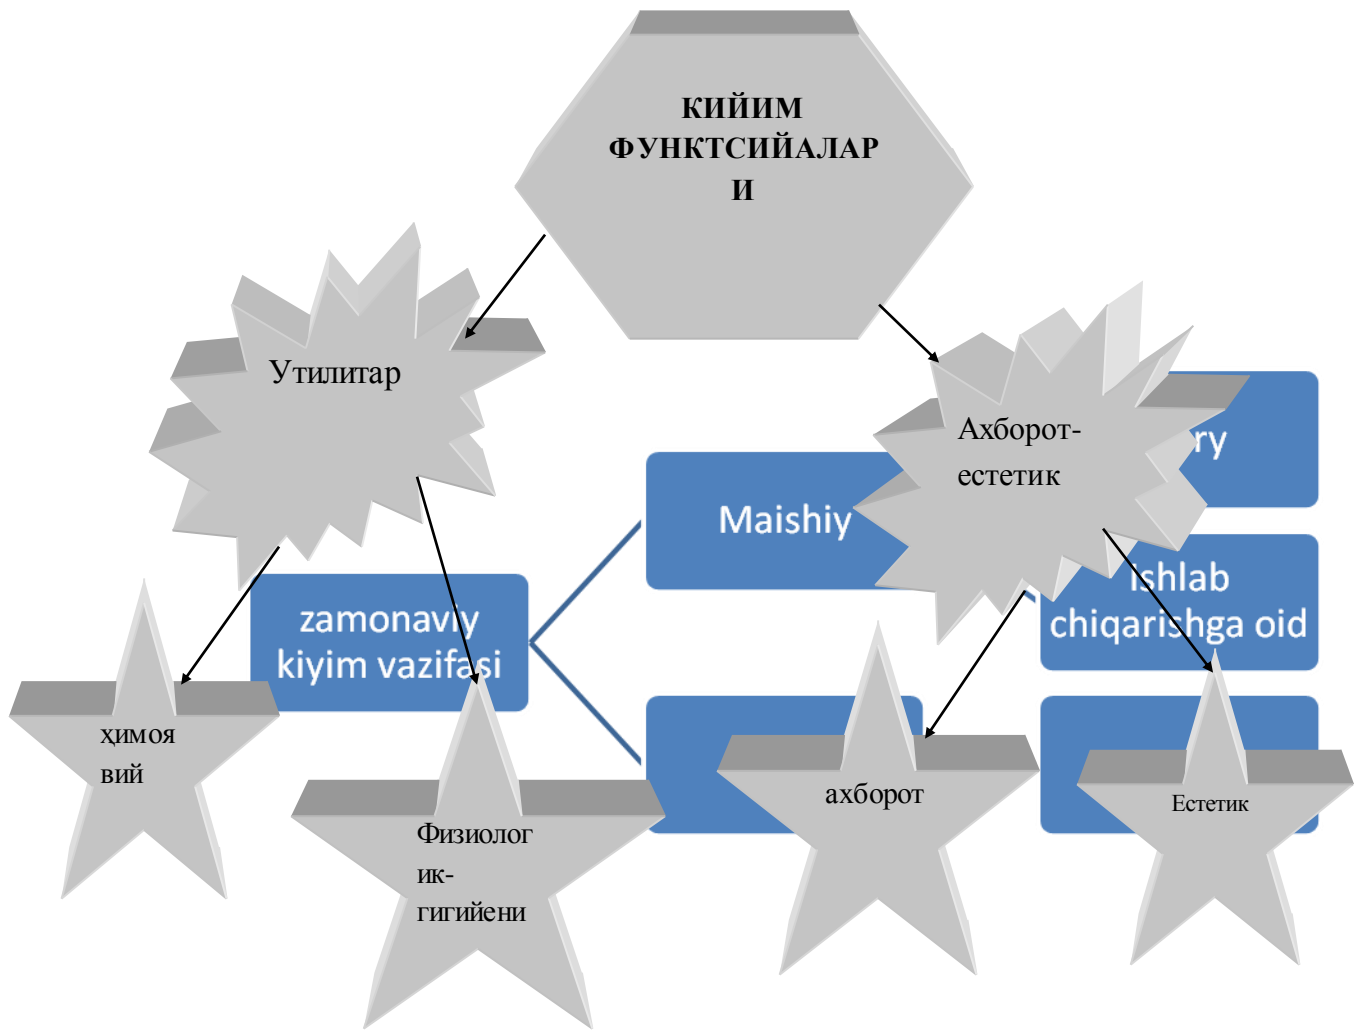 КИЙИМ
ФУНКТСИЙАЛАР
И
Утилитар
Ахборот-
естетик
ry
Maishiy
ishlab
chiqarishga oid
zamonaviy
kiyim vazifasi
ҳимоя
вий
Физиолог
ик-
гигийени
ахборот
Естетик